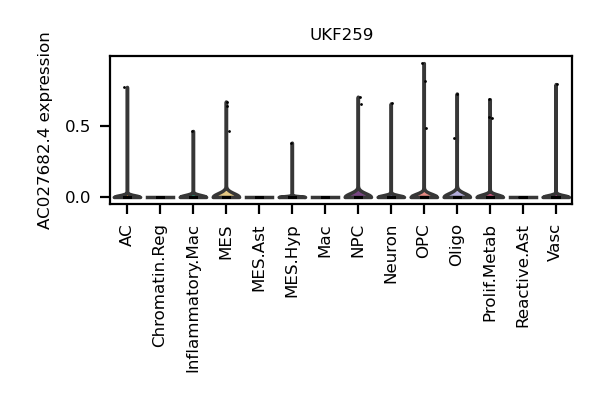 UKF259
AC027682.4 expression
0.5
0.0
AC
Chromatin.Reg
Inflammatory.Mac
MES
MES.Ast
MES.Hyp
Mac
NPC
Neuron
OPC
Oligo
Prolif.Metab
Reactive.Ast
Vasc